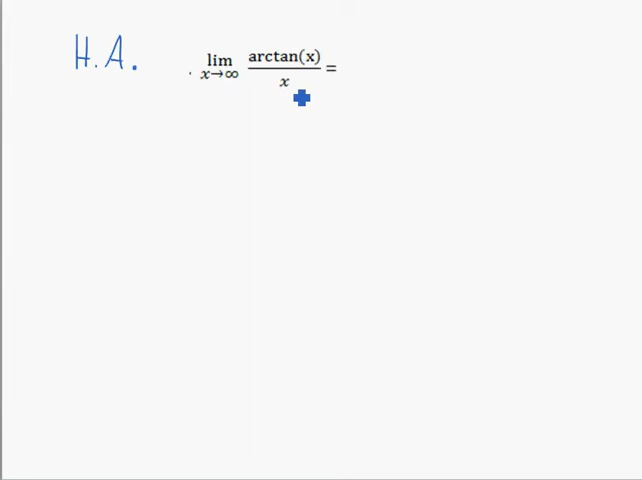 H.A.
lim x→∞ arctan(x)/x =